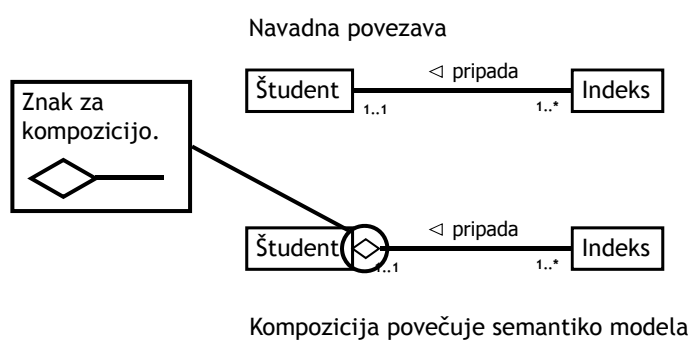 Navadna povezava
Študent
◁ pripada
Indeks
1..1
1..*
Znak za
kompozicijo.
Študent
◁ pripada
Indeks
1..1
1..*
Kompozicija povečuje semantiko modela